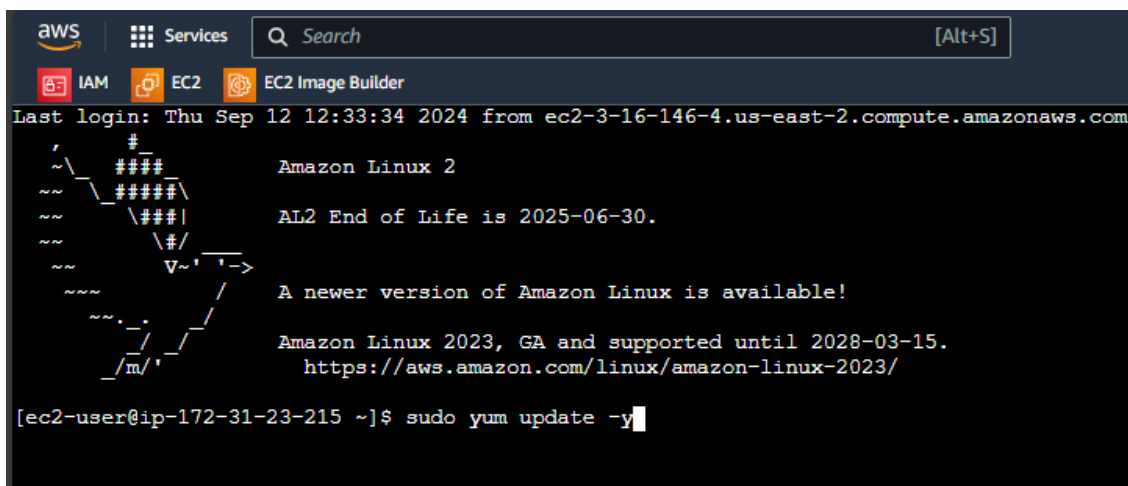 aws Services Search [Alt+S]
IAM EC2 EC2 Image Builder
Last login: Thu Sep 12 12:33:34 2024 from ec2-3-16-146-4.us-east-2.compute.amazonaws.com
   ,     #_
   ~\_  ####_        Amazon Linux 2
  ~~  \_#####\
  ~~     \###|       AL2 End of Life is 2025-06-30.
  ~~       \#/ ___
   ~~       V~' '->
    ~~~         /    A newer version of Amazon Linux is available!
      ~~._.   _/
         _/ _/       Amazon Linux 2023, GA and supported until 2028-03-15.
       _/m/'           https://aws.amazon.com/linux/amazon-linux-2023/
[ec2-user@ip-172-31-23-215 ~]$ sudo yum update -y